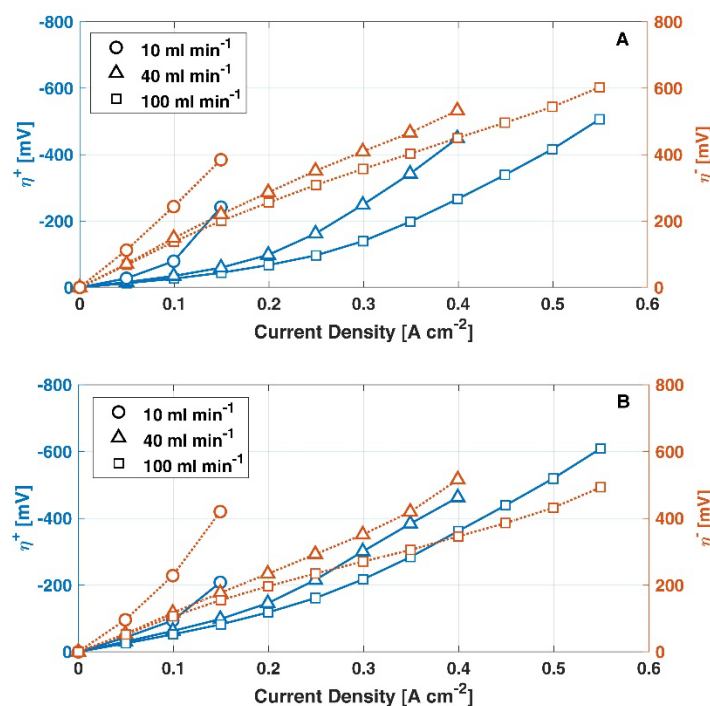 A
10 ml min⁻¹
40 ml min⁻¹
100 ml min⁻¹
-800
-600
-400
-200
0
η⁺ [mV]
800
600
400
200
0
η⁻ [mV]
0 0.1 0.2 0.3 0.4 0.5 0.6
Current Density [A cm⁻²]
B
10 ml min⁻¹
40 ml min⁻¹
100 ml min⁻¹
-800
-600
-400
-200
0
η⁺ [mV]
800
600
400
200
0
η⁻ [mV]
0 0.1 0.2 0.3 0.4 0.5 0.6
Current Density [A cm⁻²]